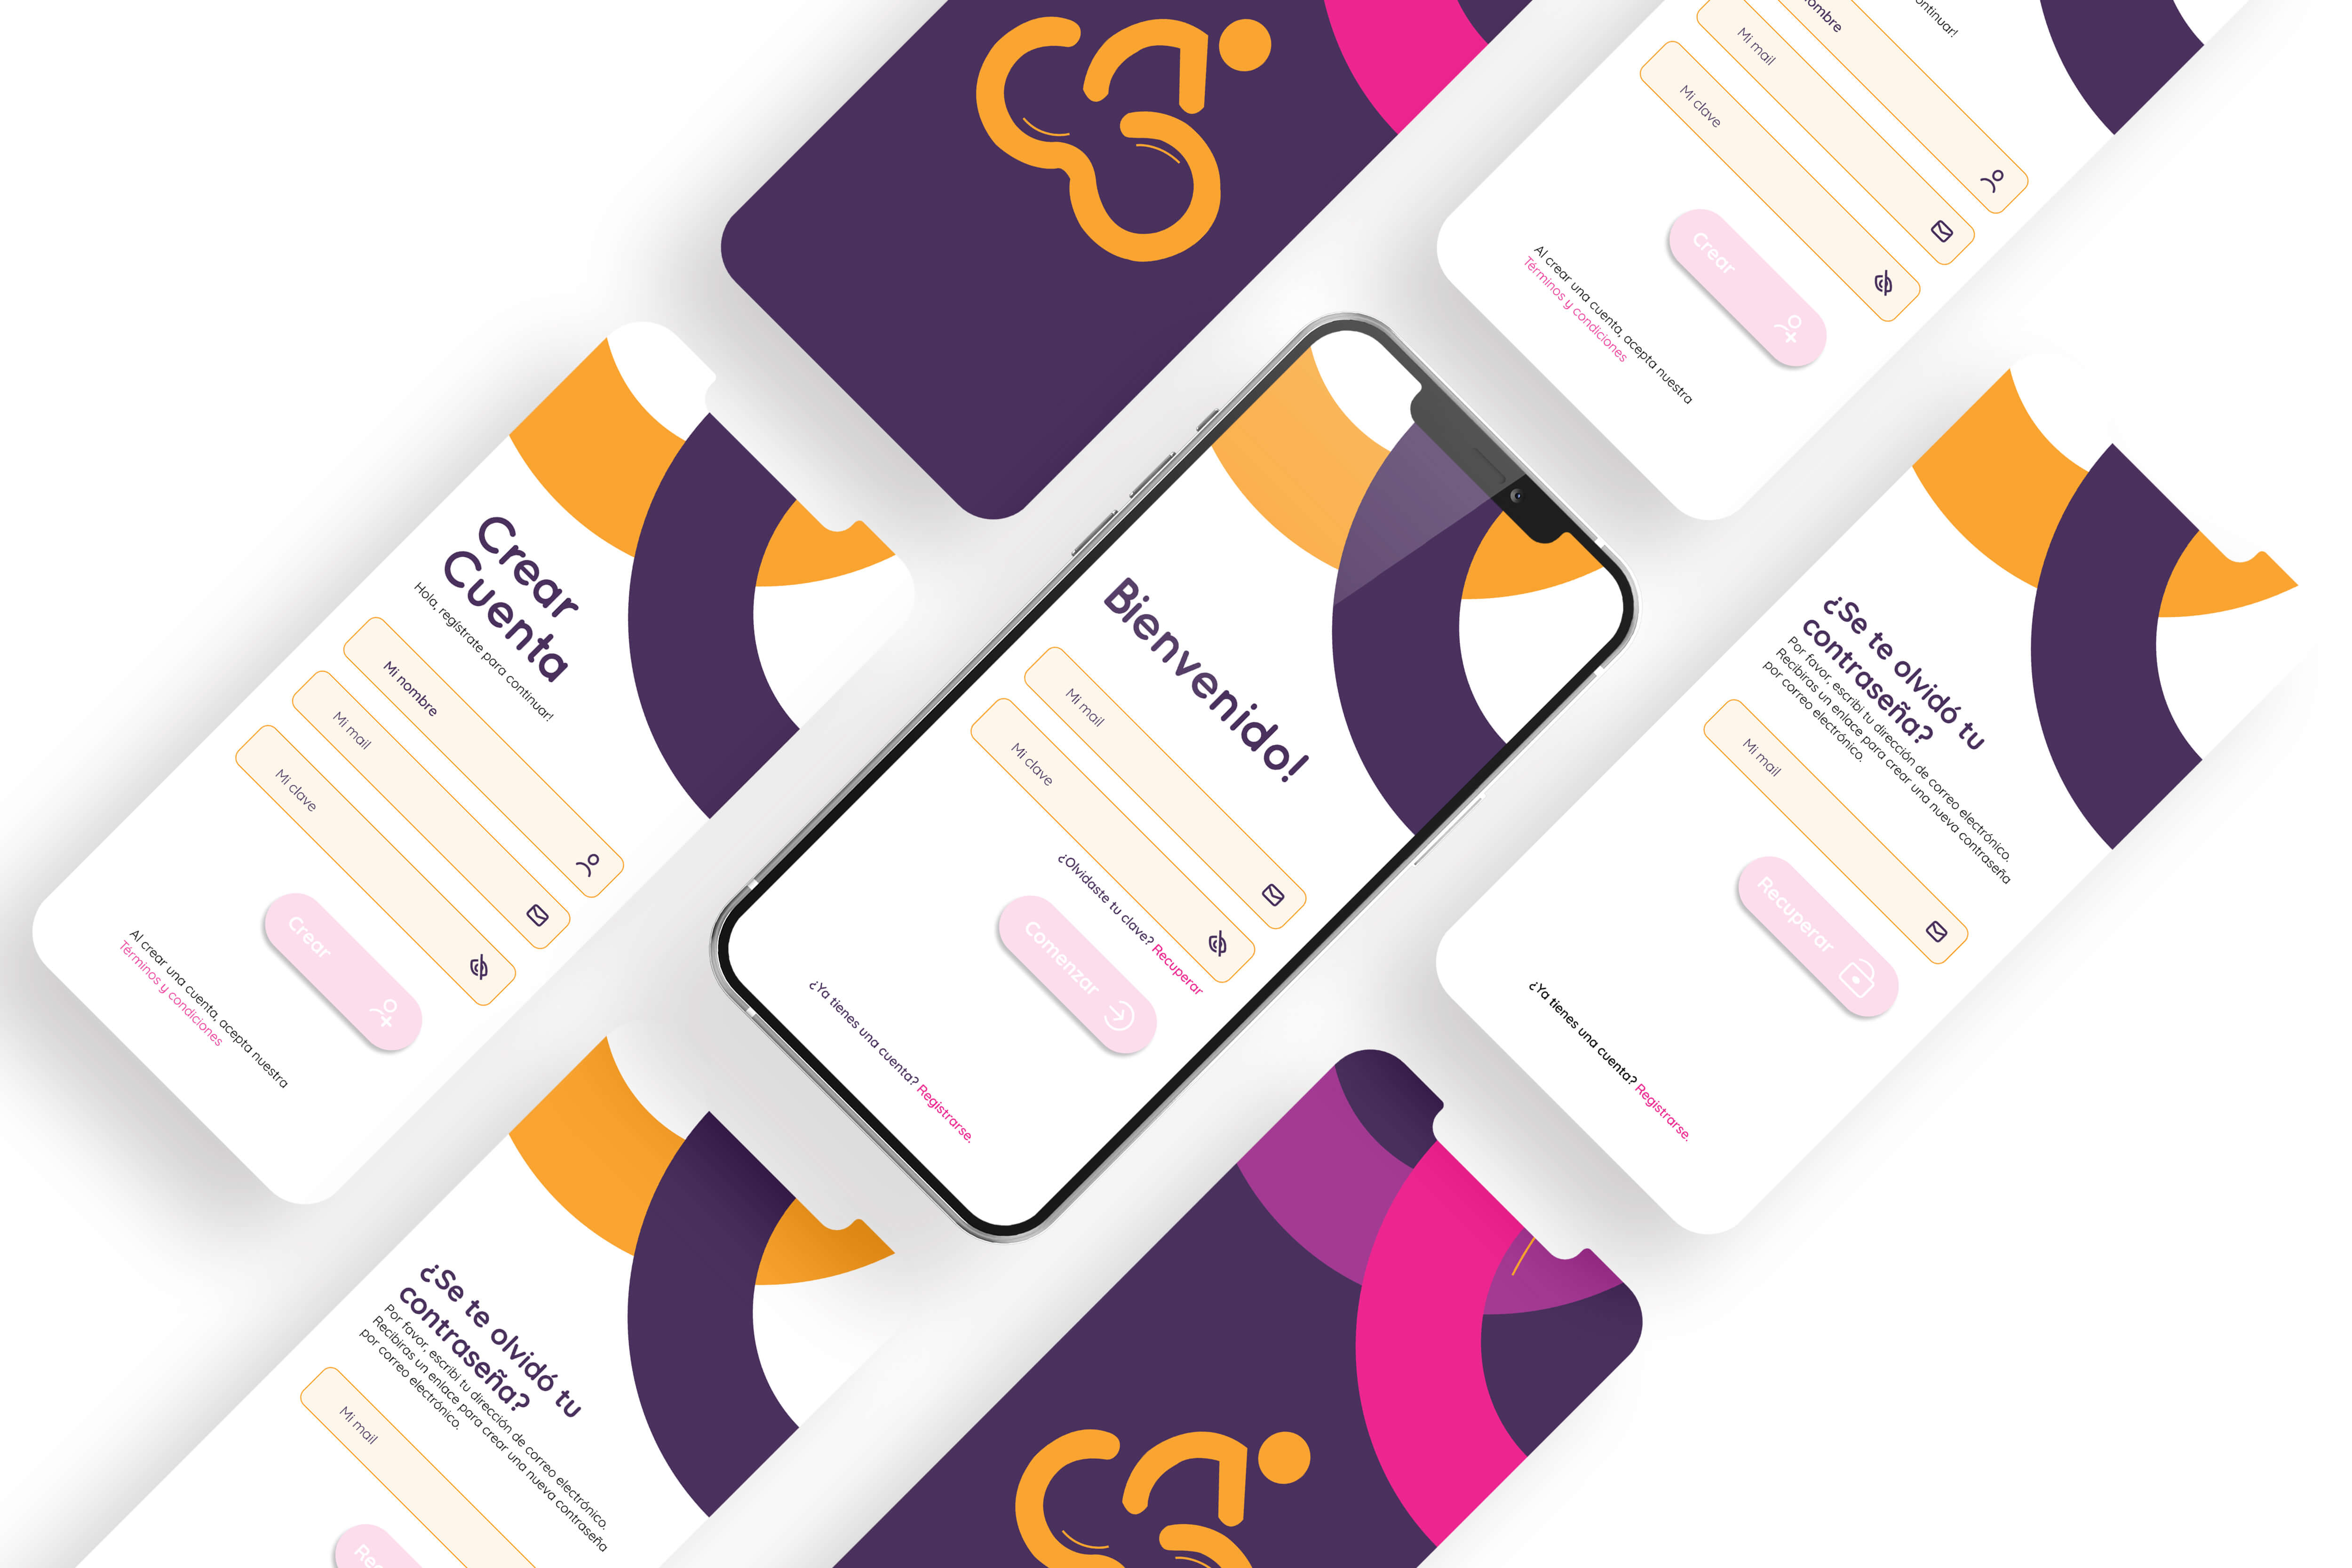 ombre
ontinuar!
Mi mail
Mi clave
Crear
Al crear una cuenta, acepta nuestra
Términos y condiciones
Crear
Cuenta
Hola, regístrate para continuar!
Mi nombre
Mi mail
Mi clave
Crear
Al crear una cuenta, acepta nuestra
Términos y condiciones
Bienvenido!
Mi mail
Mi clave
¿Olvidaste tu clave? Recuperar
Comenzar
¿Ya tienes una cuenta? Registrarse.
¿Se te olvidó tu
contraseña?
Por favor, escribi tu dirección de correo electrónico.
Recibiras un enlace para crear una nueva contraseña
por correo electrónico.
Mi mail
Recuperar
¿Ya tienes una cuenta? Registrarse.
¿Se te olvidó tu
contraseña?
Por favor, escribi tu dirección de correo electrónico.
Recibiras un enlace para crear una nueva contraseña
por correo electrónico.
Mi mail
Rec